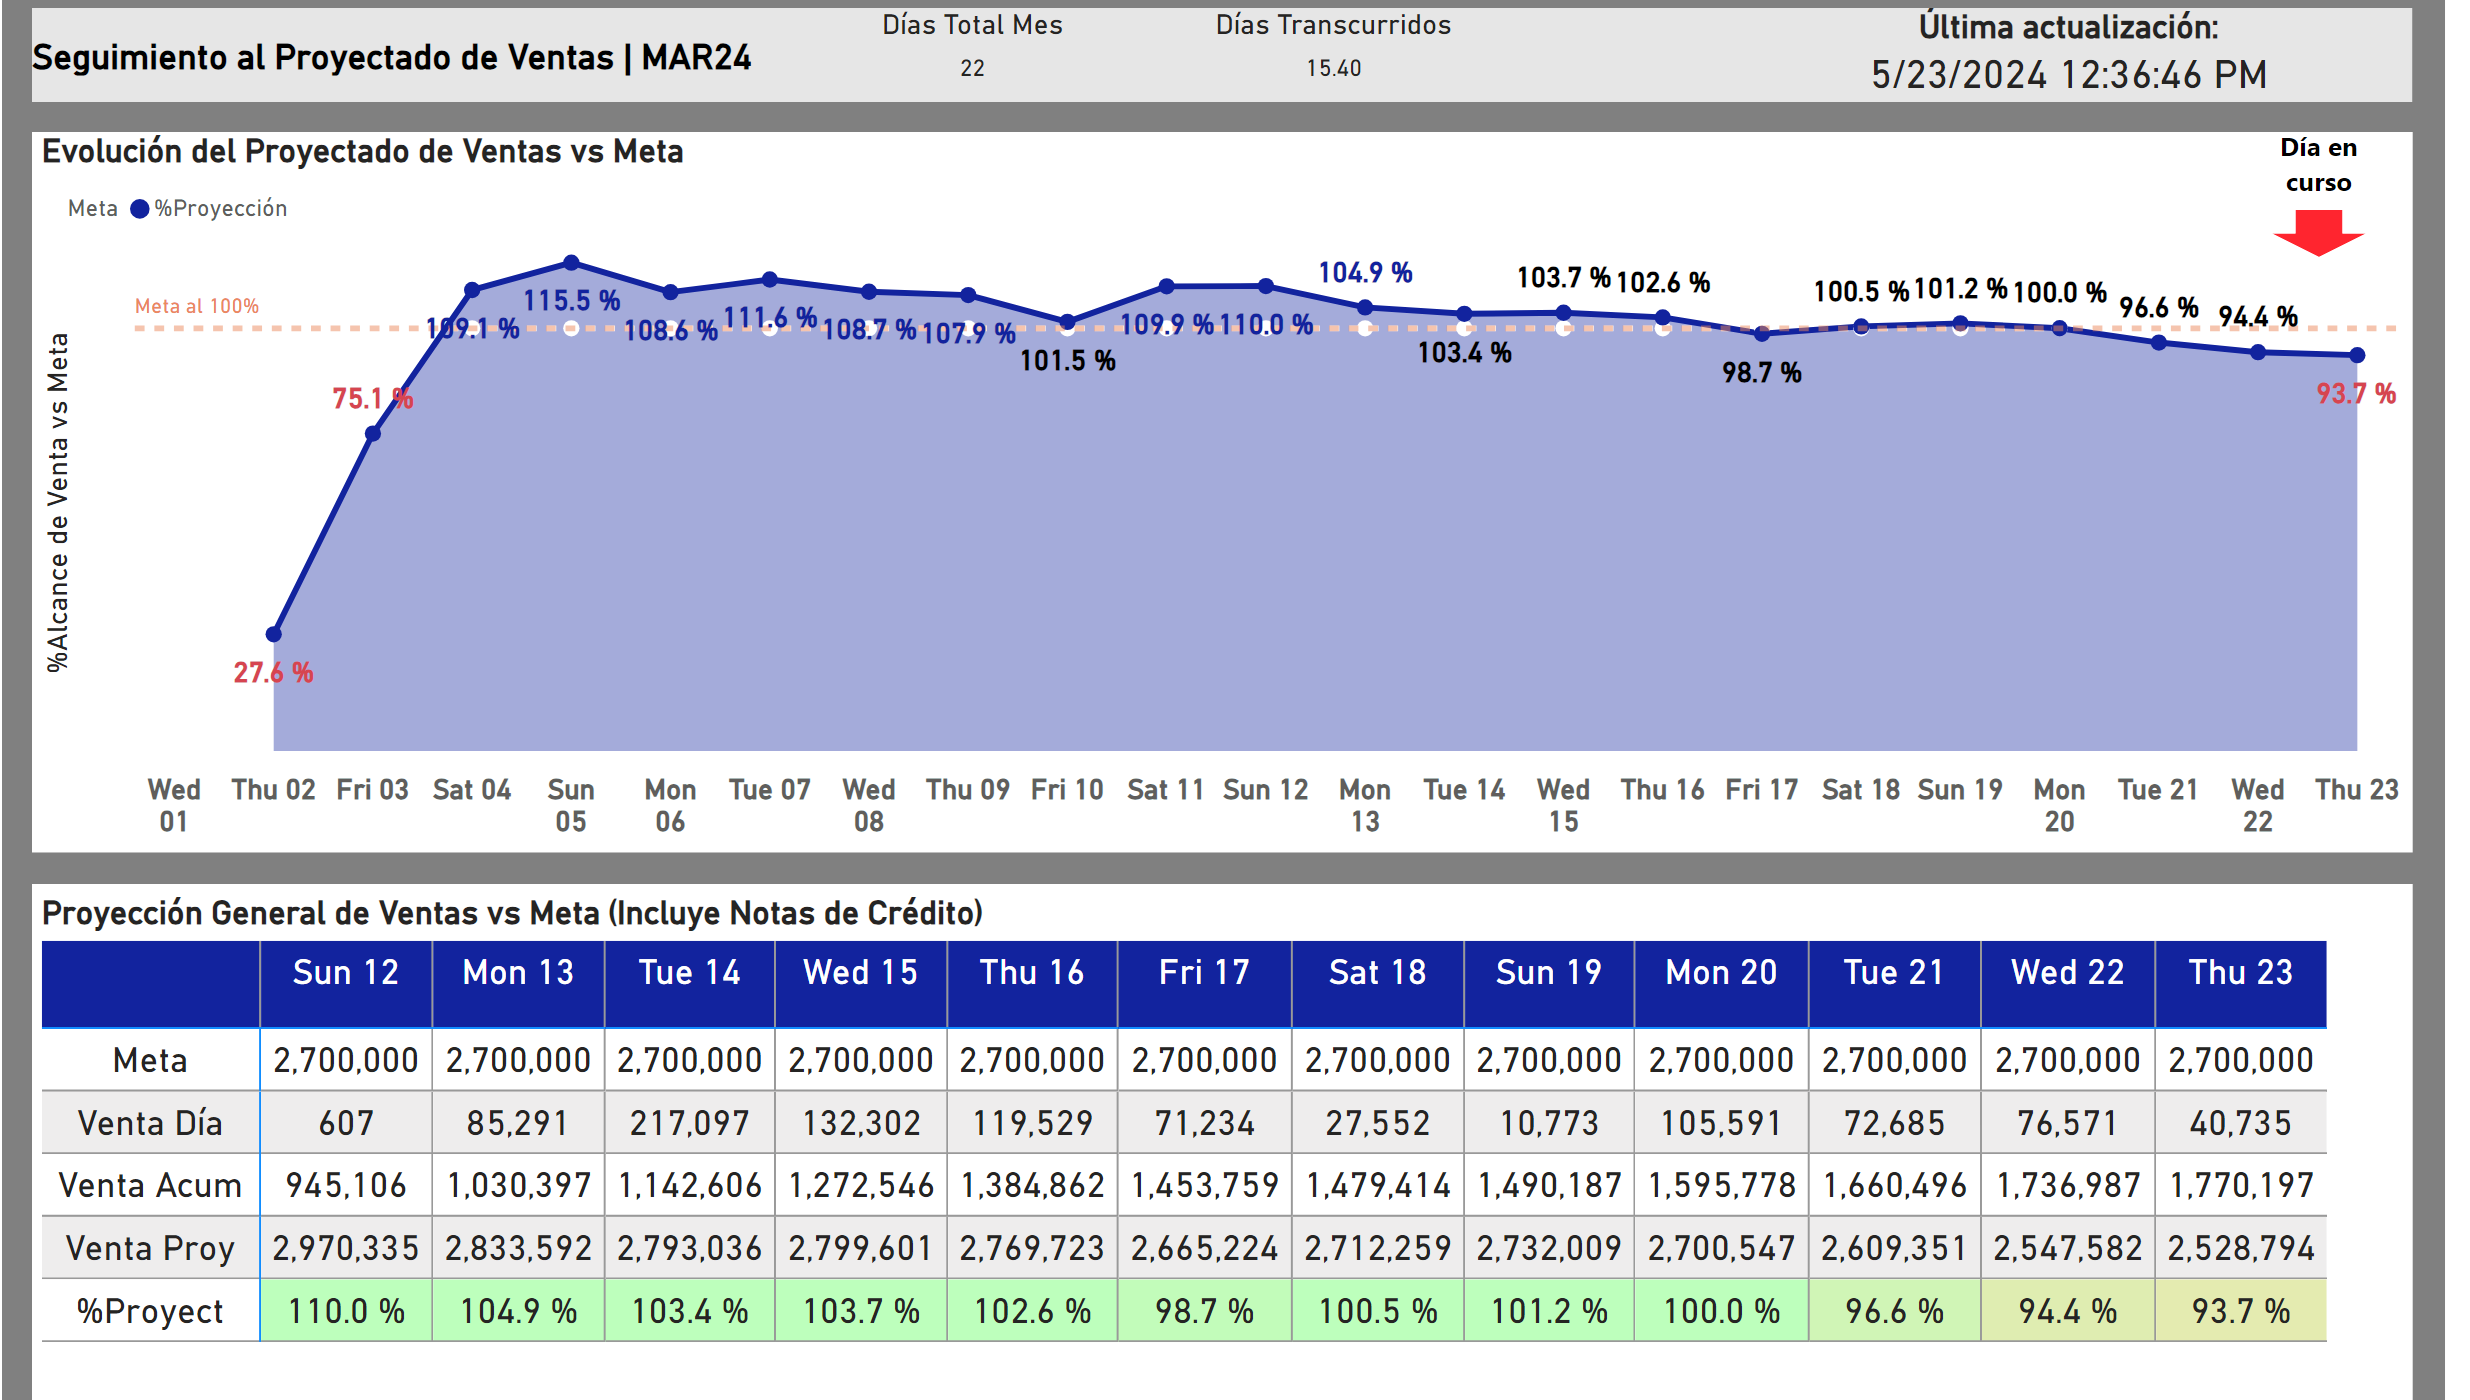 Seguimiento al Proyectado de Ventas | MAR24
Días Total Mes
22
Días Transcurridos
15.40
Última actualización:
5/23/2024 12:36:46 PM
Evolución del Proyectado de Ventas vs Meta
Día en
curso
Meta %Proyección
Meta al 100%
%Alcance de Venta vs Meta
27.6 %
75.1 %
109.1 %
115.5 %
108.6 %
111.6 %
108.7 %
107.9 %
101.5 %
109.9 %
110.0 %
104.9 %
103.4 %
103.7 %
102.6 %
98.7 %
100.5 %
101.2 %
100.0 %
96.6 %
94.4 %
93.7 %
Wed 01
Thu 02
Fri 03
Sat 04
Sun 05
Mon 06
Tue 07
Wed 08
Thu 09
Fri 10
Sat 11
Sun 12
Mon 13
Tue 14
Wed 15
Thu 16
Fri 17
Sat 18
Sun 19
Mon 20
Tue 21
Wed 22
Thu 23
Proyección General de Ventas vs Meta (Incluye Notas de Crédito)
Sun 12 Mon 13 Tue 14 Wed 15 Thu 16 Fri 17 Sat 18 Sun 19 Mon 20 Tue 21 Wed 22 Thu 23
Meta 2,700,000 2,700,000 2,700,000 2,700,000 2,700,000 2,700,000 2,700,000 2,700,000 2,700,000 2,700,000 2,700,000 2,700,000
Venta Día 607 85,291 217,097 132,302 119,529 71,234 27,552 10,773 105,591 72,685 76,571 40,735
Venta Acum 945,106 1,030,397 1,142,606 1,272,546 1,384,862 1,453,759 1,479,414 1,490,187 1,595,778 1,660,496 1,736,987 1,770,197
Venta Proy 2,970,335 2,833,592 2,793,036 2,799,601 2,769,723 2,665,224 2,712,259 2,732,009 2,700,547 2,609,351 2,547,582 2,528,794
%Proyect 110.0 % 104.9 % 103.4 % 103.7 % 102.6 % 98.7 % 100.5 % 101.2 % 100.0 % 96.6 % 94.4 % 93.7 %